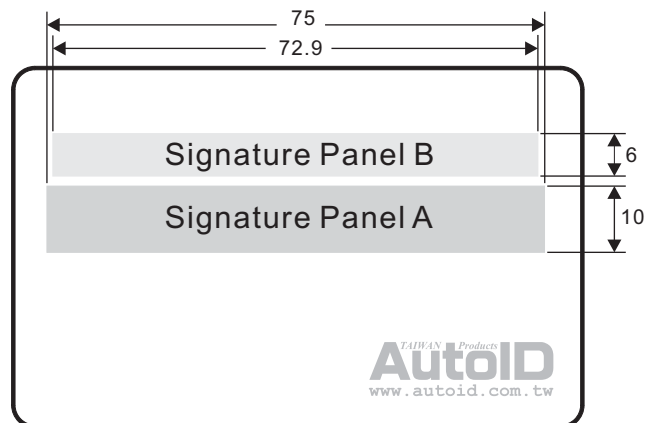 75
72.9
Signature Panel B
6
Signature Panel A
10
TAIWAN Products
AutoID
www.autoid.com.tw